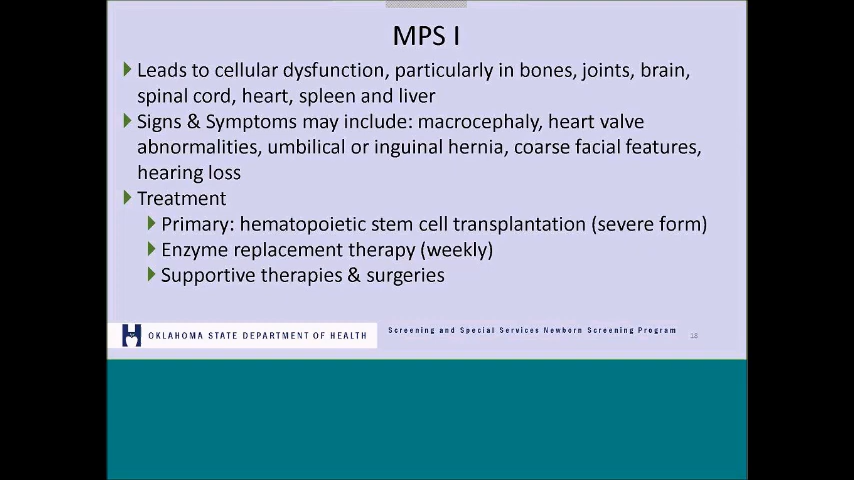 MPS I
Leads to cellular dysfunction, particularly in bones, joints, brain,
spinal cord, heart, spleen and liver
Signs & Symptoms may include: macrocephaly, heart valve
abnormalities, umbilical or inguinal hernia, coarse facial features,
hearing loss
Treatment
Primary: hematopoietic stem cell transplantation (severe form)
Enzyme replacement therapy (weekly)
Supportive therapies & surgeries
OKLAHOMA STATE DEPARTMENT OF HEALTH
Screening and Special Services Newborn Screening Program
18